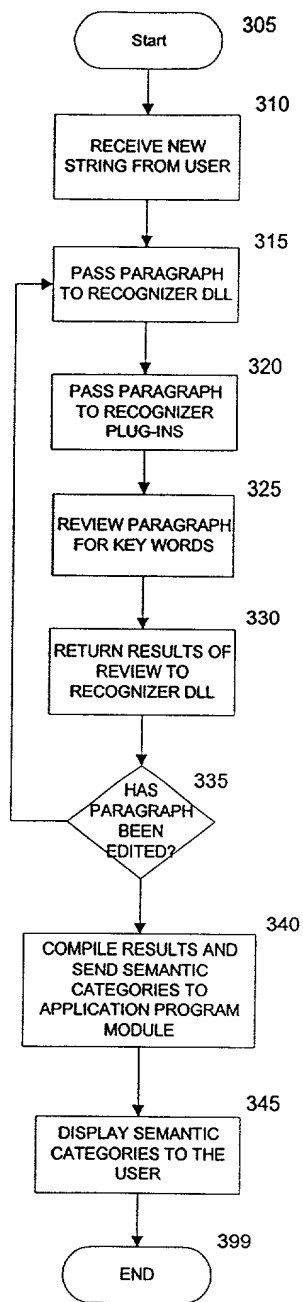 Start
305
310
RECEIVE NEW
STRING FROM USER
315
PASS PARAGRAPH
TO RECOGNIZER DLL
320
PASS PARAGRAPH
TO RECOGNIZER
PLUG-INS
325
REVIEW PARAGRAPH
FOR KEY WORDS
330
RETURN RESULTS OF
REVIEW TO
RECOGNIZER DLL
335
HAS
PARAGRAPH
BEEN
EDITED?
340
COMPILE RESULTS AND
SEND SEMANTIC
CATEGORIES TO
APPLICATION PROGRAM
MODULE
345
DISPLAY SEMANTIC
CATEGORIES TO THE
USER
399
END